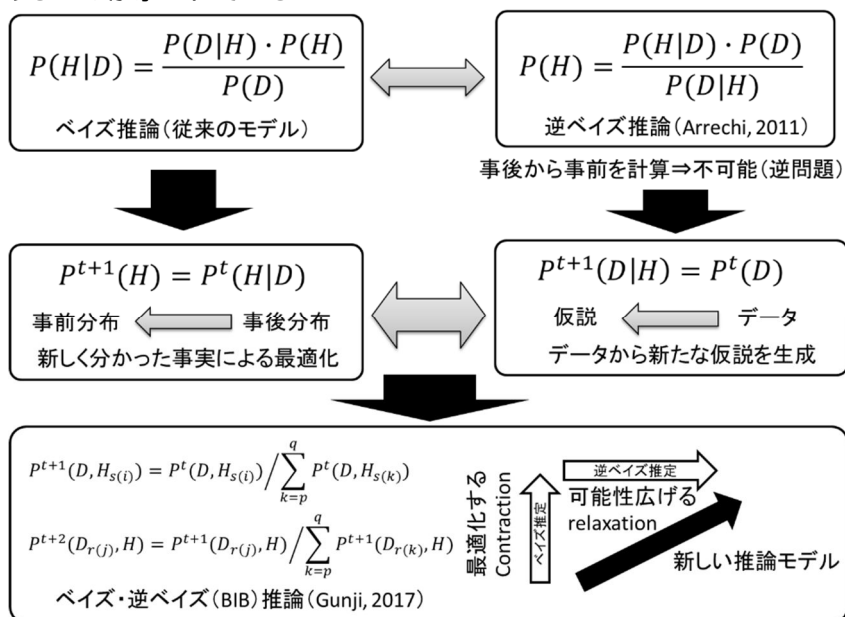 P(H|D) = P(D|H)·P(H) / P(D)
ベイズ推論(従来のモデル)
P(H) = P(H|D)·P(D) / P(D|H)
逆ベイズ推論(Arrechi, 2011)
事後から事前を計算⇒不可能(逆問題)
P^{t+1}(H) = P^t(H|D)
事前分布 事後分布
新しく分かった事実による最適化
P^{t+1}(D|H) = P^t(D)
仮説 データ
データから新たな仮説を生成
P^{t+1}(D, H_{s(i)}) = P^t(D, H_{s(i)}) / ∑_{k=p}^{q} P^t(D, H_{s(k)})
P^{t+2}(D_{r(j)}, H) = P^{t+1}(D_{r(j)}, H) / ∑_{k=p}^{q} P^{t+1}(D_{r(k)}, H)
ベイズ・逆ベイズ(BIB)推論(Gunji, 2017)
最適化する
Contraction
ベイズ推定
逆ベイズ推定
可能性広げる
relaxation
新しい推論モデル